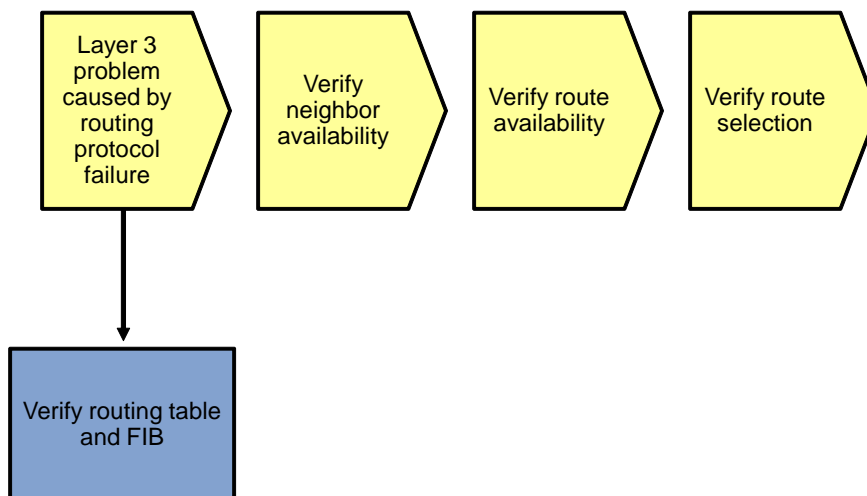 Layer 3
problem
caused by
routing
protocol
failure
Verify
neighbor
availability
Verify route
availability
Verify route
selection
Verify routing table
and FIB